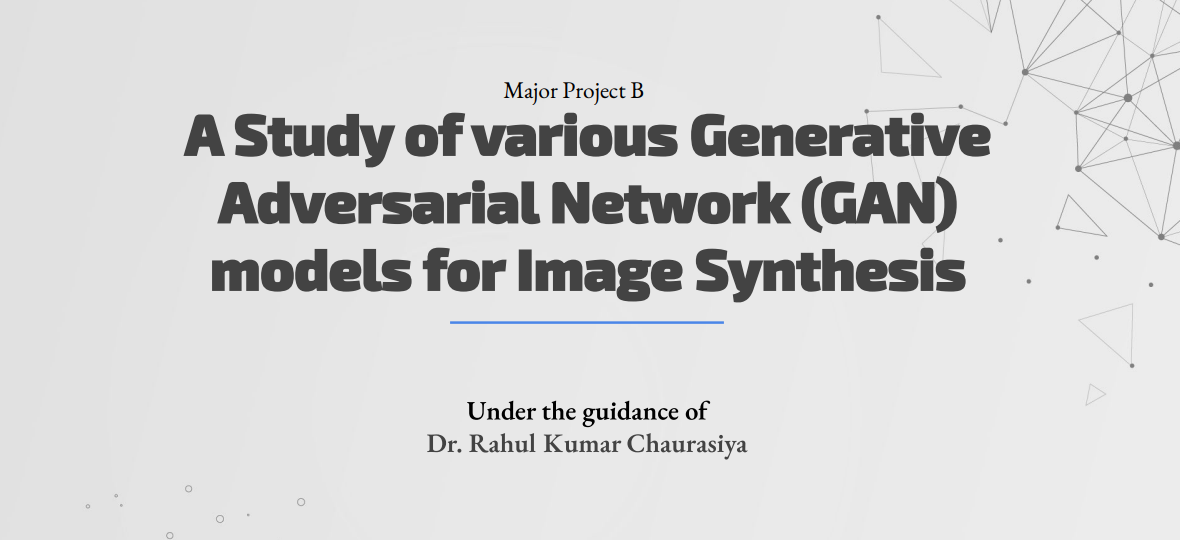 Major Project B
A Study of various Generative
Adversarial Network (GAN)
models for Image Synthesis
Under the guidance of
Dr. Rahul Kumar Chaurasiya